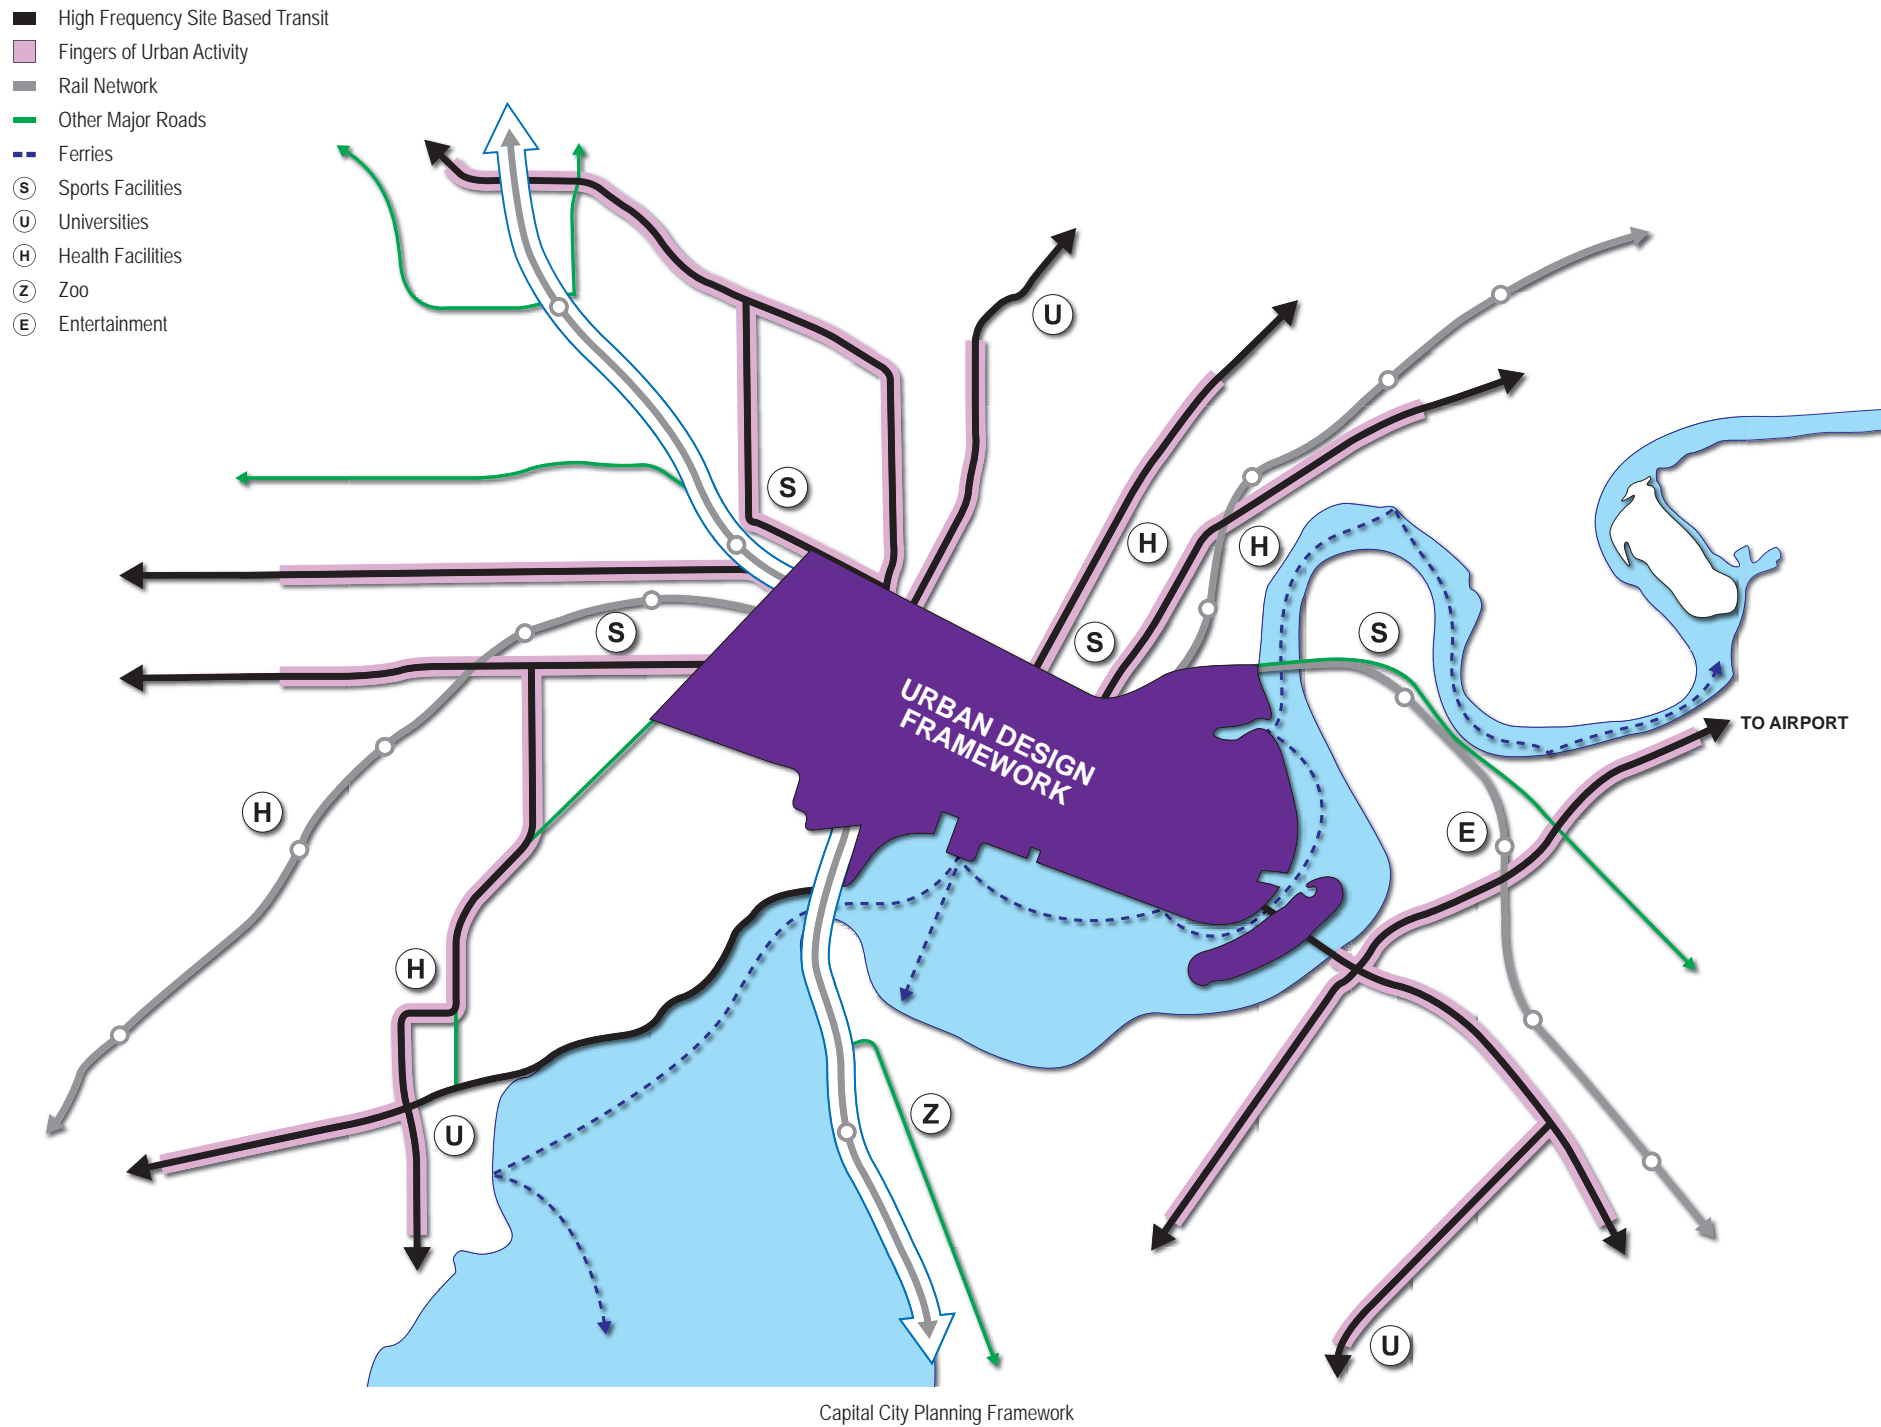 High Frequency Site Based Transit
Fingers of Urban Activity
Rail Network
Other Major Roads
Ferries
S Sports Facilities
U Universities
H Health Facilities
Z Zoo
E Entertainment
U
S
H
H
S
S
S
URBAN DESIGN
FRAMEWORK
TO AIRPORT
H
E
H
Z
U
U
Capital City Planning Framework